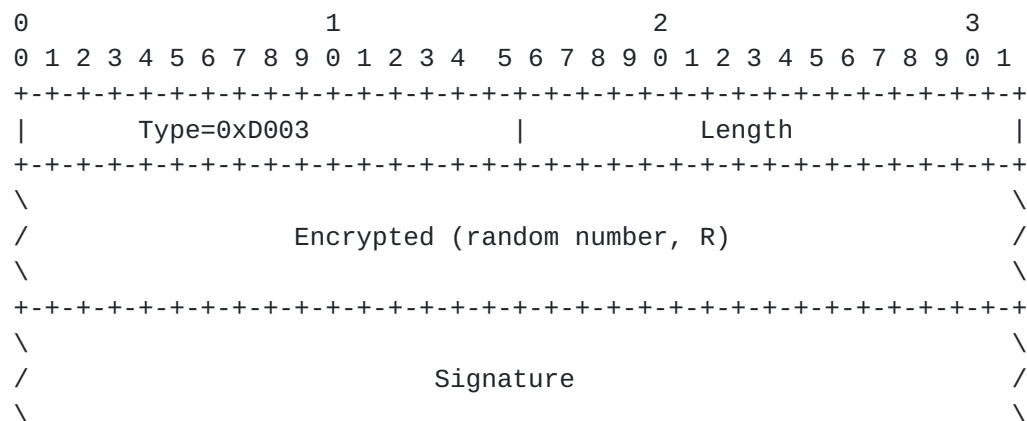 0                   1                    2                   3
0 1 2 3 4 5 6 7 8 9 0 1 2 3 4  5 6 7 8 9 0 1 2 3 4 5 6 7 8 9 0 1
+-+-+-+-+-+-+-+-+-+-+-+-+-+-+-+-+-+-+-+-+-+-+-+-+-+-+-+-+-+-+-+-+
|       Type=0xD003             |           Length              |
+-+-+-+-+-+-+-+-+-+-+-+-+-+-+-+-+-+-+-+-+-+-+-+-+-+-+-+-+-+-+-+-+
\                                                               \
/                 Encrypted (random number, R)                  /
\                                                               \
+-+-+-+-+-+-+-+-+-+-+-+-+-+-+-+-+-+-+-+-+-+-+-+-+-+-+-+-+-+-+-+-+
\                                                               \
/                          Signature                            /
\                                                               \